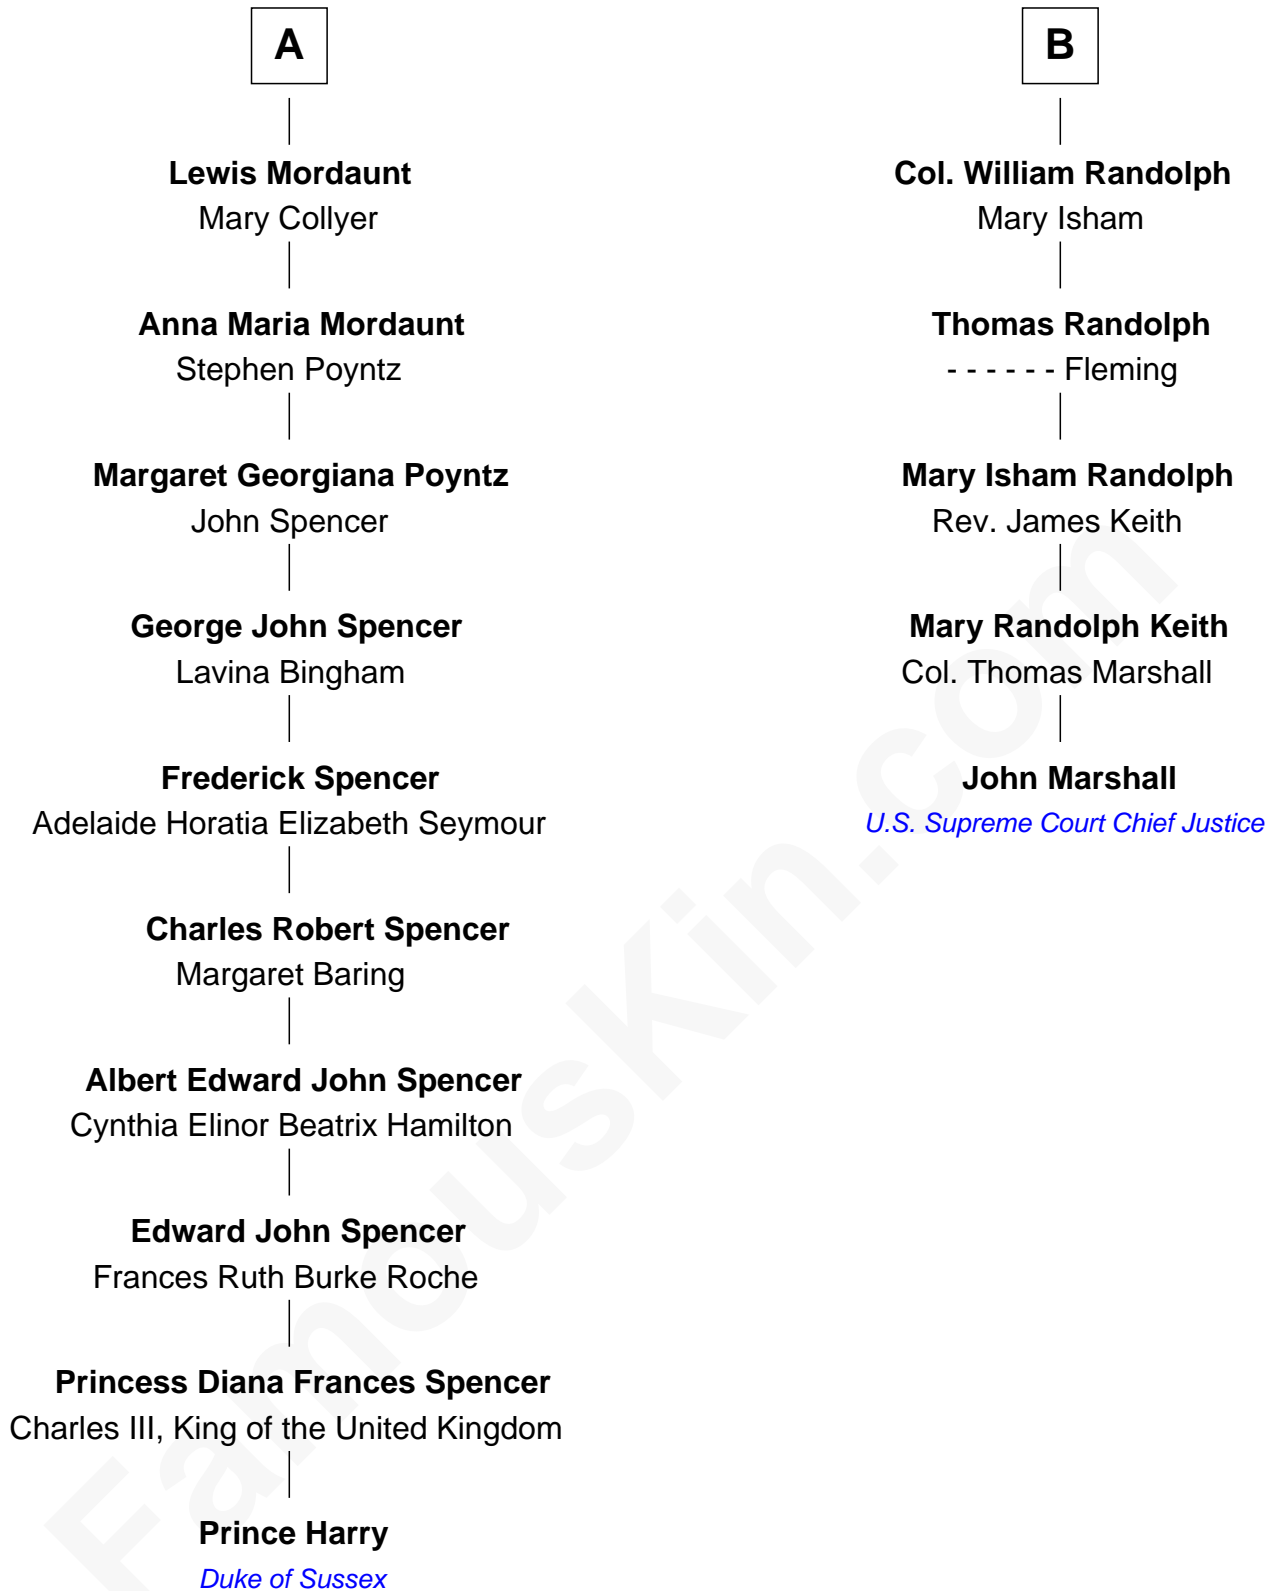 A
Lewis Mordaunt
Mary Collyer
Anna Maria Mordaunt
Stephen Poyntz
Margaret Georgiana Poyntz
John Spencer
George John Spencer
Lavina Bingham
Frederick Spencer
Adelaide Horatia Elizabeth Seymour
Charles Robert Spencer
Margaret Baring
Albert Edward John Spencer
Cynthia Elinor Beatrix Hamilton
Edward John Spencer
Frances Ruth Burke Roche
Princess Diana Frances Spencer
Charles III, King of the United Kingdom
Prince Harry
Duke of Sussex
B
Col. William Randolph
Mary Isham
Thomas Randolph
- - - - - - Fleming
Mary Isham Randolph
Rev. James Keith
Mary Randolph Keith
Col. Thomas Marshall
John Marshall
U.S. Supreme Court Chief Justice
FamousKin.com